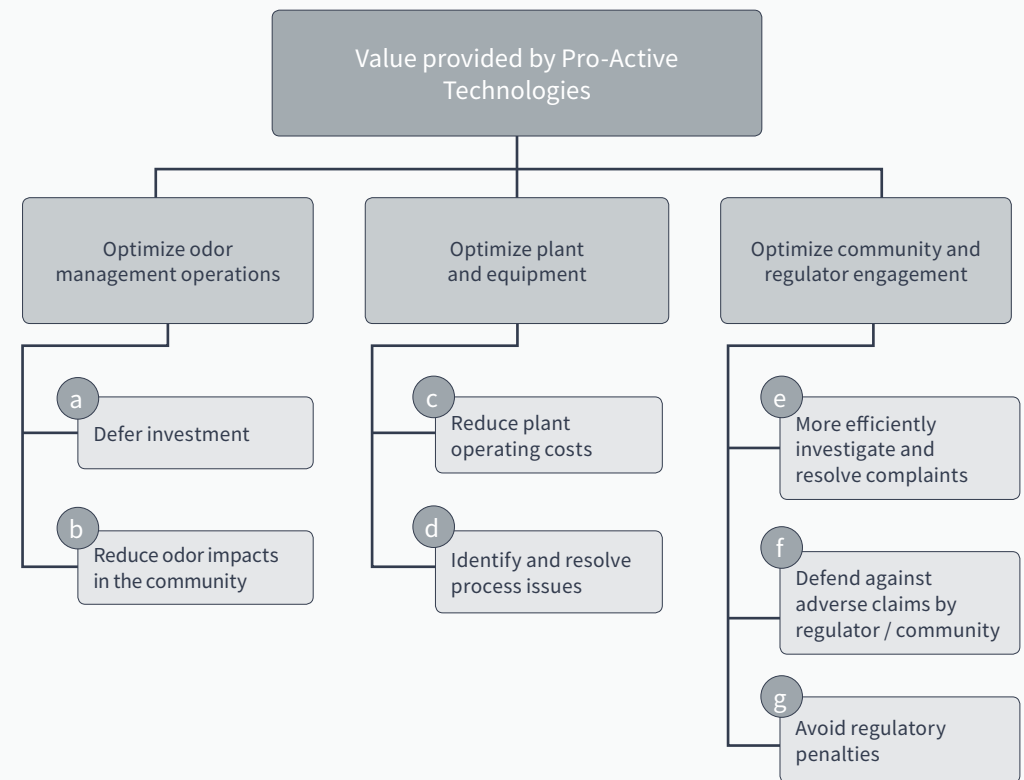 Value provided by Pro-Active
Technologies
Optimize odor
management operations
Optimize plant
and equipment
Optimize community and
regulator engagement
a
Defer investment
b
Reduce odor impacts
in the community
c
Reduce plant
operating costs
d
Identify and resolve
process issues
e
More efficiently
investigate and
resolve complaints
f
Defend against
adverse claims by
regulator / community
g
Avoid regulatory
penalties